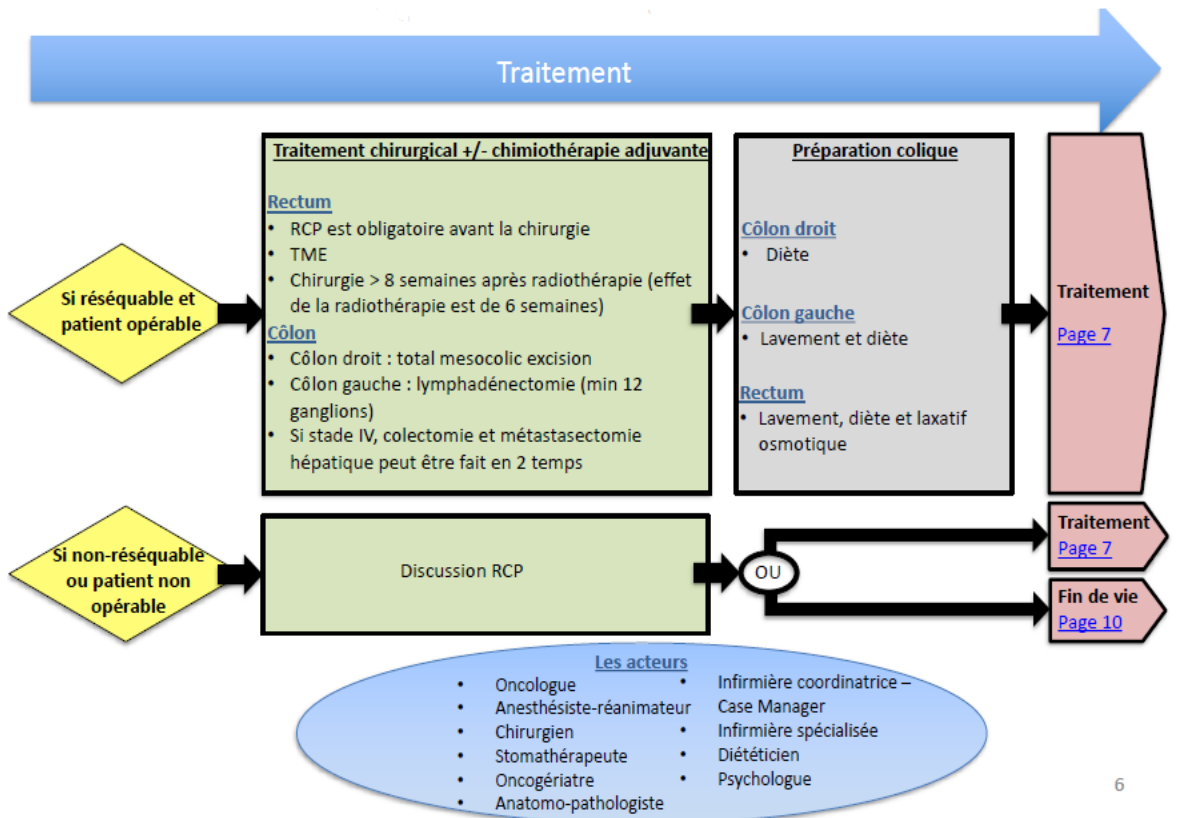 Traitement
Si réséquable et
patient opérable
Traitement chirurgical +/- chimiothérapie adjuvante
Rectum
• RCP est obligatoire avant la chirurgie
• TME
• Chirurgie > 8 semaines après radiothérapie (effet
de la radiothérapie est de 6 semaines)
Côlon
• Côlon droit : total mesocolic excision
• Côlon gauche : lymphadénectomie (min 12
ganglions)
• Si stade IV, colectomie et métastasectomie
hépatique peut être fait en 2 temps
Préparation colique
Côlon droit
• Diète
Côlon gauche
• Lavement et diète
Rectum
• Lavement, diète et laxatif
osmotique
Traitement
Page 7
Si non-réséquable
ou patient non
opérable
Discussion RCP
OU
Traitement
Page 7
Fin de vie
Page 10
Les acteurs
• Oncologue
• Anesthésiste-réanimateur
• Chirurgien
• Stomathérapeute
• Oncogériatre
• Anatomo-pathologiste
• Infirmière coordinatrice –
Case Manager
• Infirmière spécialisée
• Diététicien
• Psychologue
6